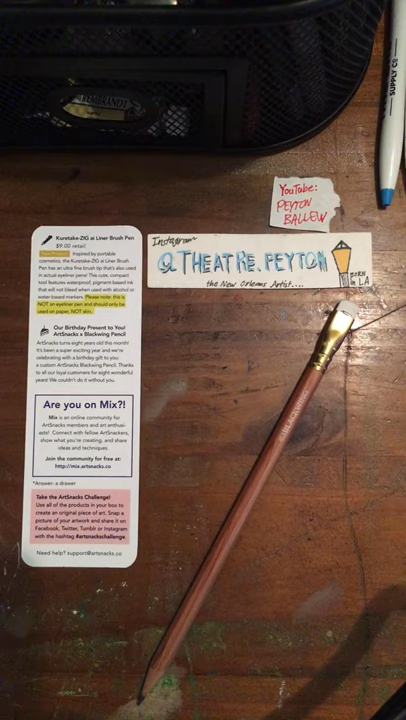 REMBRANDT
SUPPLY CO
YouTube:
PEYTON
BALLEW
Instagram
@THEATRE.PEYTON
the New Orleans Artist....
BORN
in LA
Kuretake-ZIG ai Liner Brush Pen
$9.00 retail
Inspired by portable
cosmetics, the Kuretake-ZIG ai Liner Brush
Pen has an ultra fine brush tip that's also used
in actual eyeliner pens! This cute, compact
tool features waterproof, pigment-based ink
that will not bleed when used with alcohol or
water-based markers. Please note: this is
NOT an eyeliner pen and should only be
used on paper, NOT skin.
Our Birthday Present to You!
ArtSnacks x Blackwing Pencil
ArtSnacks turns eight years old this month!
It's been a super exciting year and we're
celebrating with a birthday gift to you:
a custom ArtSnacks Blackwing Pencil. Thanks
to all our loyal customers for eight wonderful
years! We couldn't do it without you.
Are you on Mix?!
Mix is an online community for
ArtSnacks members and art enthusi-
asts! Connect with fellow ArtSnackers,
show what you're creating, and share
ideas and techniques.
Join the community for free at:
http://mix.artsnacks.co
*Answer: a drawer
Take the ArtSnacks Challenge!
Use all of the products in your box to
create an original piece of art. Snap a
picture of your artwork and share it on
Facebook, Twitter, Tumblr or Instagram
with the hashtag #artsnackschallenge.
Need help? support@artsnacks.co
BLACKWING